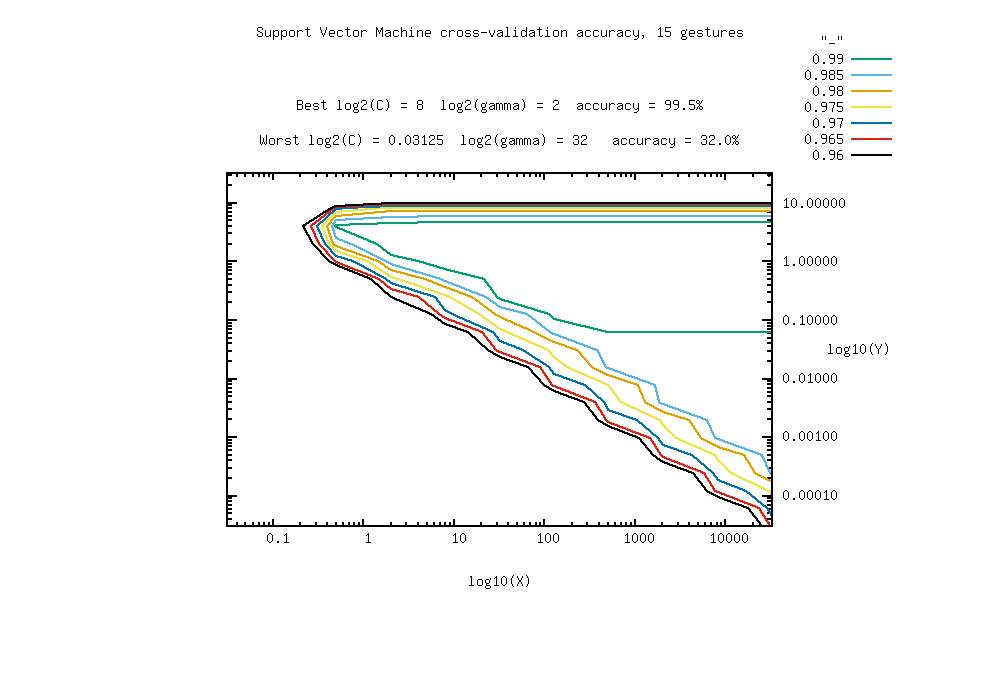 Support Vector Machine cross-validation accuracy, 15 gestures
"_"
0.99
0.985
0.98
0.975
0.97
0.965
0.96
Best log2(C) = 8  log2(gamma) = 2  accuracy = 99.5%
Worst log2(C) = 0.03125  log2(gamma) = 32   accuracy = 32.0%
10.00000
1.00000
0.10000
log10(Y)
0.01000
0.00100
0.00010
0.1 1 10 100 1000 10000
log10(X)